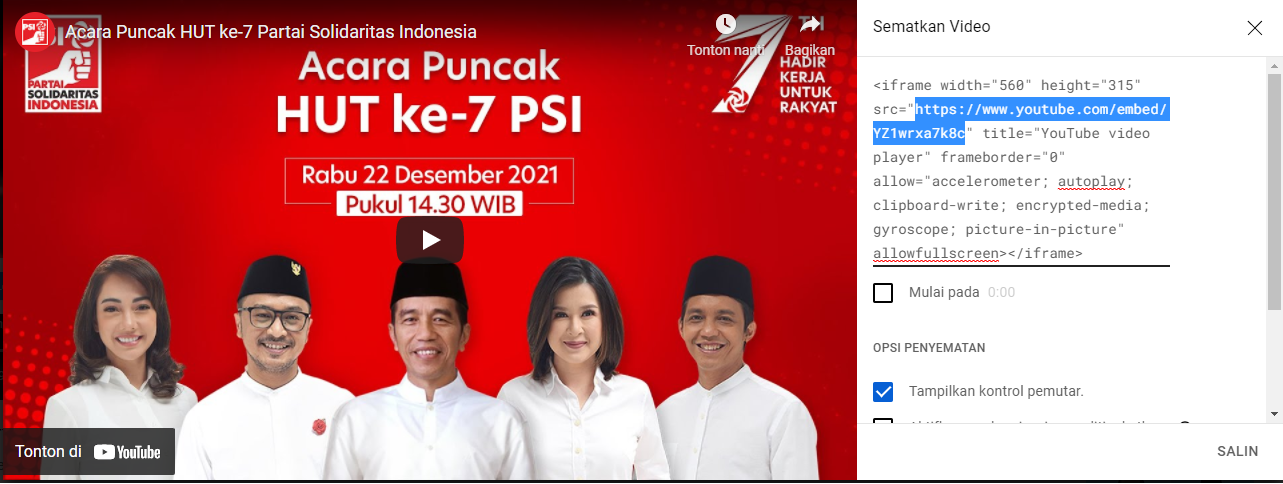 PSI
Acara Puncak HUT ke-7 Partai Solidaritas Indonesia
Tonton nanti
Bagikan
PARTAI
SOLIDARITAS
INDONESIA
Acara Puncak
HUT ke-7 PSI
HADIR
KERJA
UNTUK
RAKYAT
Rabu 22 Desember 2021
Pukul 14.30 WIB
Tonton di YouTube
Sematkan Video
<iframe width="560" height="315"
src="https://www.youtube.com/embed/
YZ1wrxa7k8c" title="YouTube video
player" frameborder="0"
allow="accelerometer; autoplay;
clipboard-write; encrypted-media;
gyroscope; picture-in-picture"
allowfullscreen></iframe>
Mulai pada 0:00
OPSI PENYEMATAN
Tampilkan kontrol pemutar.
SALIN